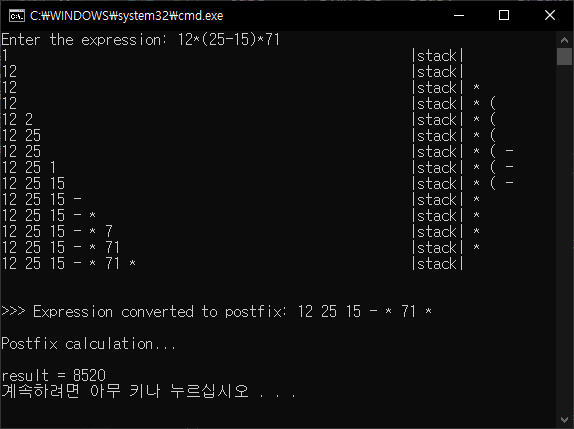 C:₩WINDOWS₩system32₩cmd.exe
Enter the expression: 12*(25-15)*71
1 |stack|
12 |stack|
12 |stack| *
12 |stack| * (
12 2 |stack| * (
12 25 |stack| * (
12 25 |stack| * ( -
12 25 1 |stack| * ( -
12 25 15 |stack| * ( -
12 25 15 - |stack| *
12 25 15 - * |stack| *
12 25 15 - * 7 |stack| *
12 25 15 - * 71 |stack| *
12 25 15 - * 71 * |stack|
>>> Expression converted to postfix: 12 25 15 - * 71 *
Postfix calculation...
result = 8520
계속하려면 아무 키나 누르십시오 . . .